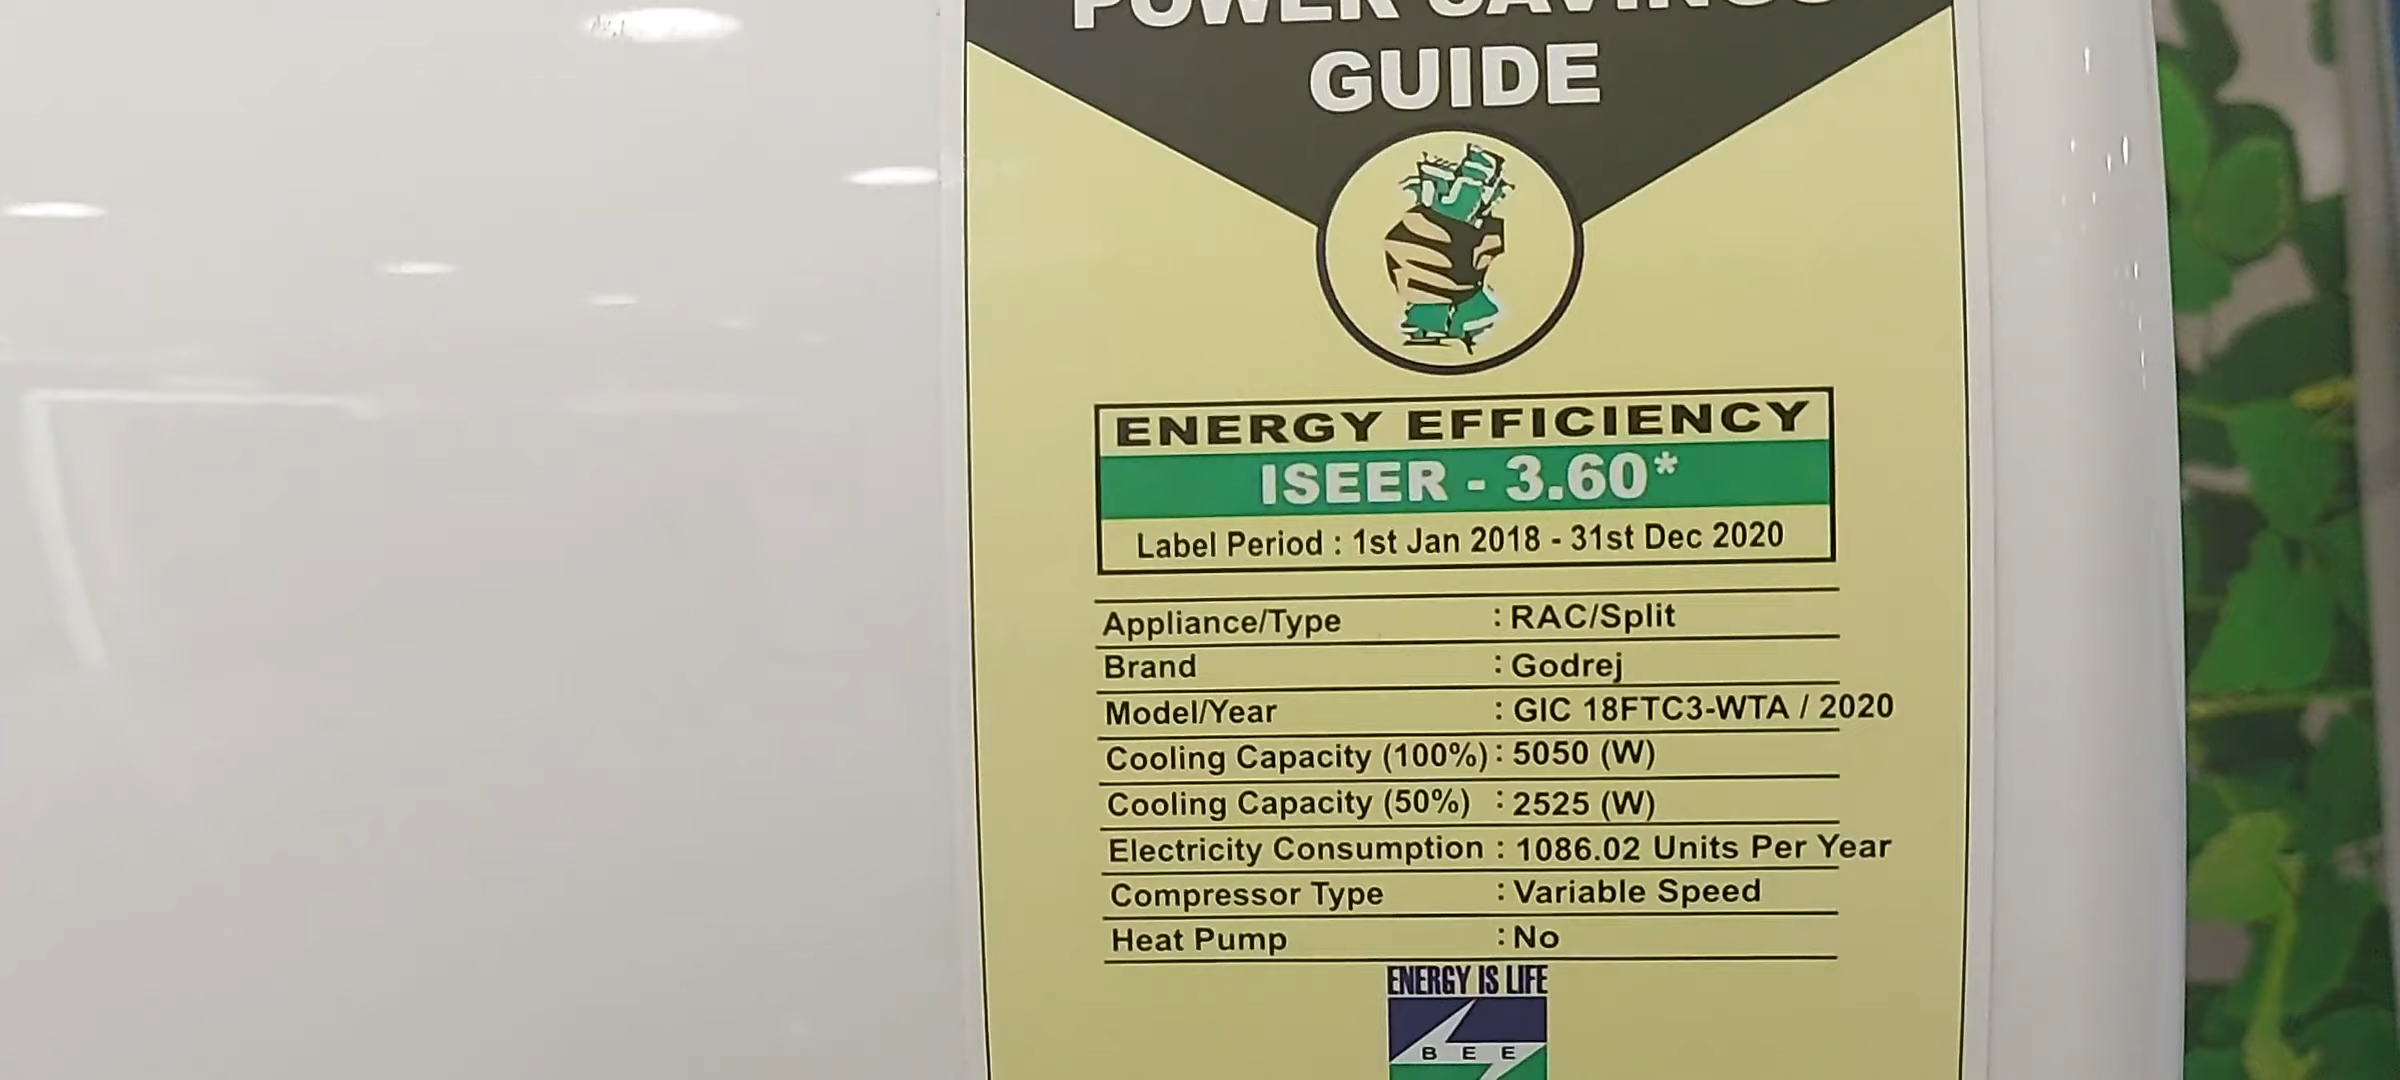 POWER SAVINGS
GUIDE
ENERGY EFFICIENCY
ISEER - 3.60*
Label Period : 1st Jan 2018 - 31st Dec 2020
Appliance/Type : RAC/Split
Brand : Godrej
Model/Year : GIC 18FTC3-WTA / 2020
Cooling Capacity (100%) : 5050 (W)
Cooling Capacity (50%) : 2525 (W)
Electricity Consumption : 1086.02 Units Per Year
Compressor Type : Variable Speed
Heat Pump : No
ENERGY IS LIFE
BEE